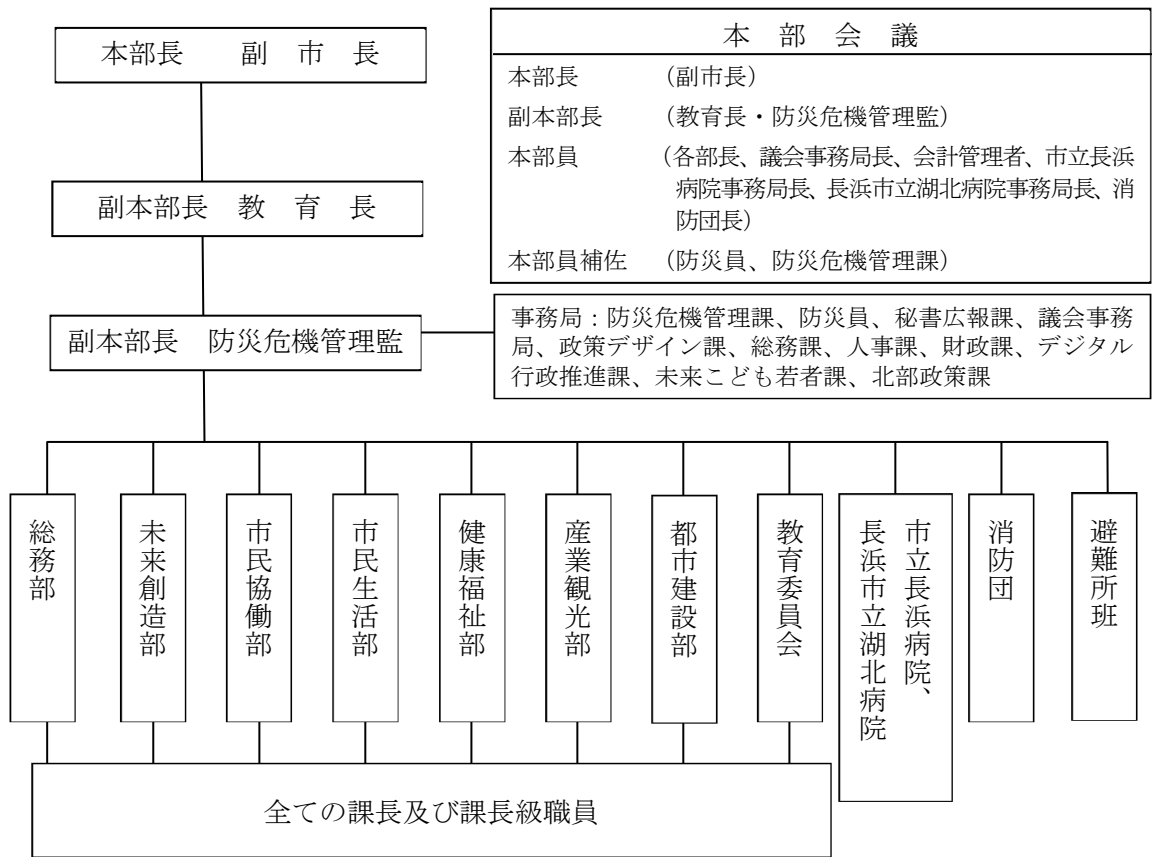 本部長 副市長
副本部長 教育長
副本部長 防災危機管理監
本部会議
本部長 （副市長）
副本部長 （教育長・防災危機管理監）
本部員 （各部長、議会事務局長、会計管理者、市立長浜
病院事務局長、長浜市立湖北病院事務局長、消
防団長）
本部員補佐 （防災員、防災危機管理課）
事務局：防災危機管理課、防災員、秘書広報課、議会事務
局、政策デザイン課、総務課、人事課、財政課、デジタル
行政推進課、未来こども若者課、北部政策課
総務部
未来創造部
市民協働部
市民生活部
健康福祉部
産業観光部
都市建設部
教育委員会
市立長浜病院、
長浜市立湖北病院
消防団
避難所班
全ての課長及び課長級職員